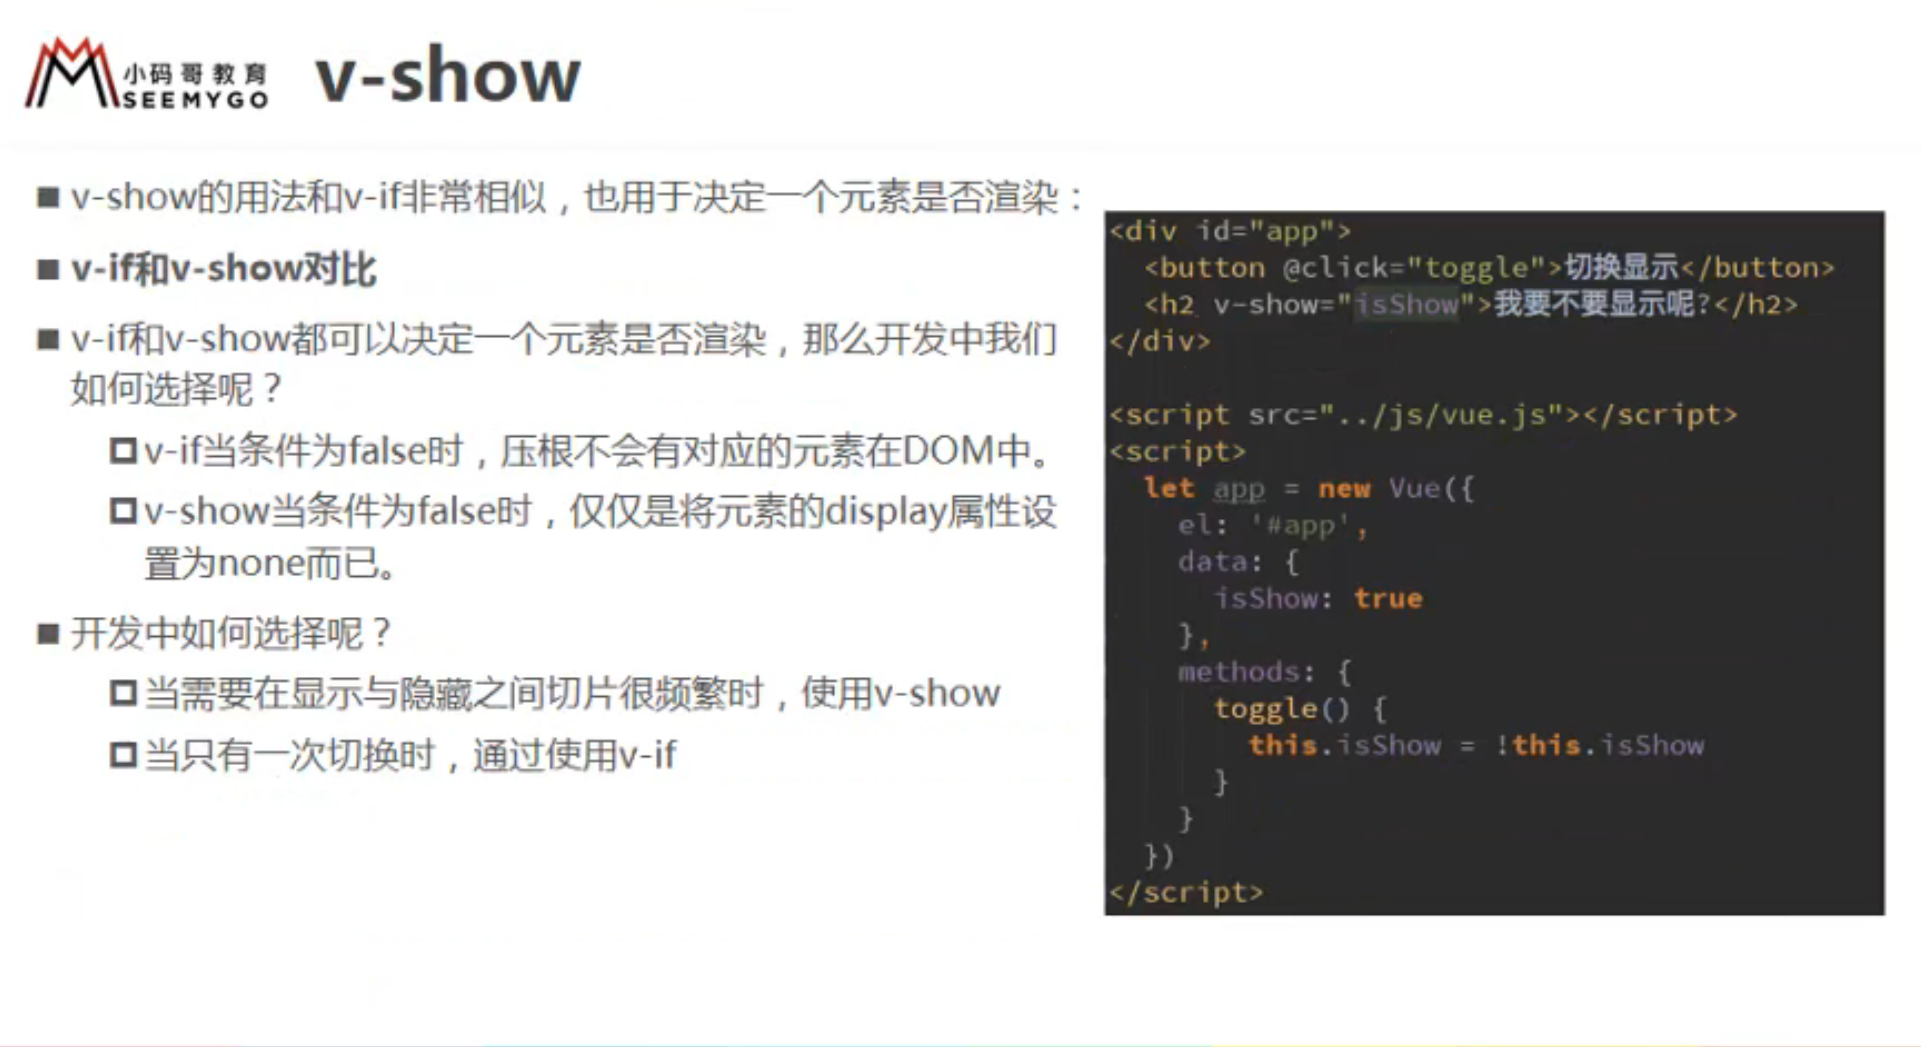 小码哥教育
SEEMYGO
v-show
v-show的用法和v-if非常相似，也用于决定一个元素是否渲染：
v-if和v-show对比
v-if和v-show都可以决定一个元素是否渲染，那么开发中我们
如何选择呢？
v-if当条件为false时，压根不会有对应的元素在DOM中。
v-show当条件为false时，仅仅是将元素的display属性设
置为none而已。
开发中如何选择呢？
当需要在显示与隐藏之间切片很频繁时，使用v-show
当只有一次切换时，通过使用v-if
<div id="app">
  <button @click="toggle">切换显示</button>
  <h2 v-show="isShow">我要不要显示呢?</h2>
</div>
<script src="../js/vue.js"></script>
<script>
  let app = new Vue({
    el: '#app',
    data: {
      isShow: true
    },
    methods: {
      toggle() {
        this.isShow = !this.isShow
      }
    }
  })
</script>